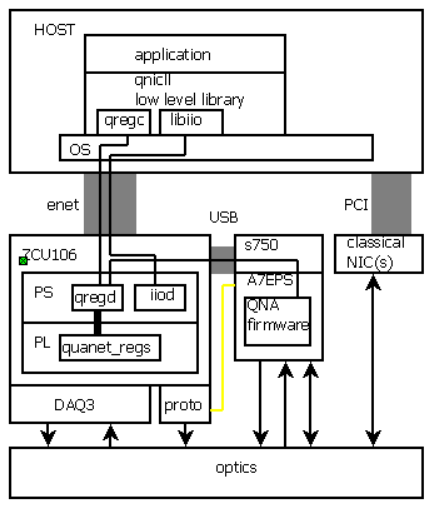 HOST
application
qnicll
low level library
qregc
libiio
OS
enet
USB
PCI
ZCU106
s750
classical
NIC(s)
PS
qregd
iiod
A7EPS
QNA
firmware
PL
quanet_regs
DAQ3
proto
optics